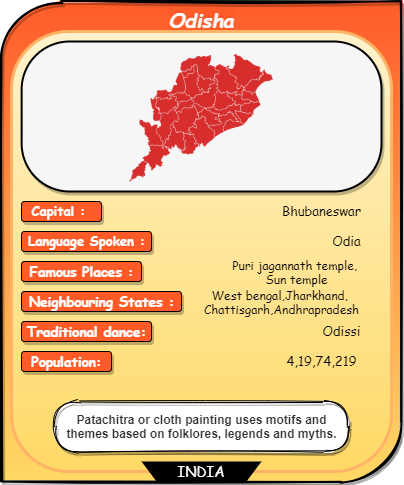 Odisha
Capital : Bhubaneswar
Language Spoken : Odia
Famous Places : Puri jagannath temple,
Sun temple
Neighbouring States : West bengal,Jharkhand,
Chattisgarh,Andhrapradesh
Traditional dance: Odissi
Population: 4,19,74,219
Patachitra or cloth painting uses motifs and
themes based on folklores, legends and myths.
INDIA